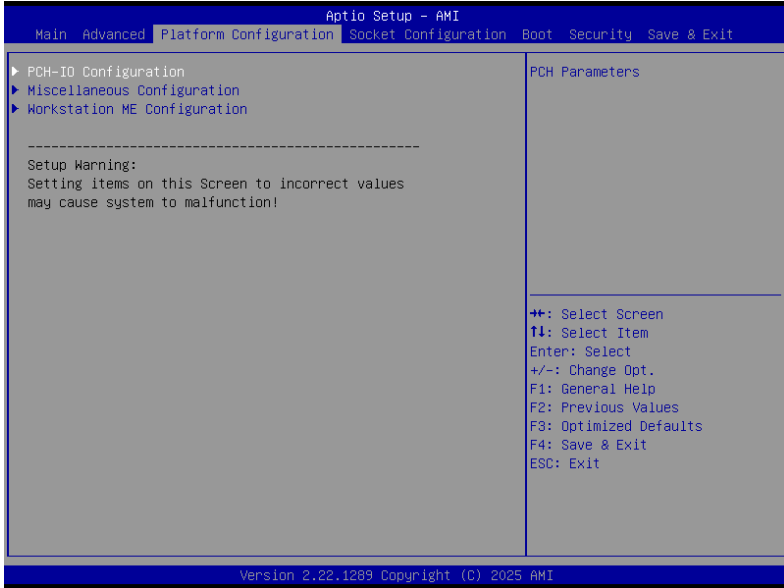 Aptio Setup – AMI
Main Advanced Platform Configuration Socket Configuration Boot Security Save & Exit
PCH-IO Configuration
Miscellaneous Configuration
Workstation ME Configuration
--------------------------------------------------
Setup Warning:
Setting items on this Screen to incorrect values
may cause system to malfunction!
PCH Parameters
→←: Select Screen
↑↓: Select Item
Enter: Select
+/-: Change Opt.
F1: General Help
F2: Previous Values
F3: Optimized Defaults
F4: Save & Exit
ESC: Exit
Version 2.22.1289 Copyright (C) 2025 AMI